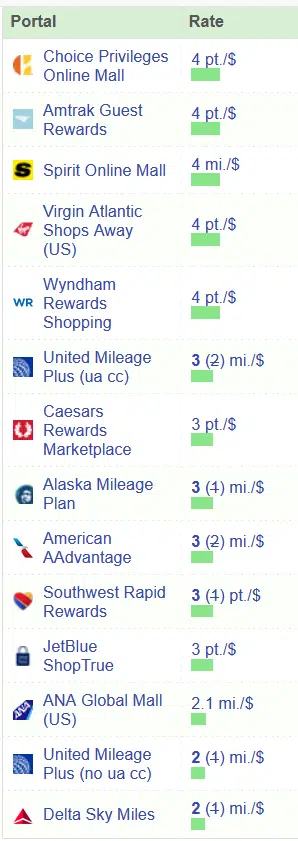 Portal Rate
Choice Privileges
Online Mall
4 pt./$
Amtrak Guest
Rewards
4 pt./$
S
Spirit Online Mall
4 mi./$
Virgin Atlantic
Shops Away
(US)
4 pt./$
WR
Wyndham
Rewards
Shopping
4 pt./$
United Mileage
Plus (ua cc)
3 (2) mi./$
Caesars
Rewards
Marketplace
3 pt./$
Alaska Mileage
Plan
3 (1) mi./$
American
AAdvantage
3 (2) mi./$
Southwest Rapid
Rewards
3 (1) pt./$
JetBlue
ShopTrue
3 pt./$
ANA
ANA Global Mall
(US)
2.1 mi./$
United Mileage
Plus (no ua cc)
2 (1) mi./$
Delta Sky Miles
2 (1) mi./$